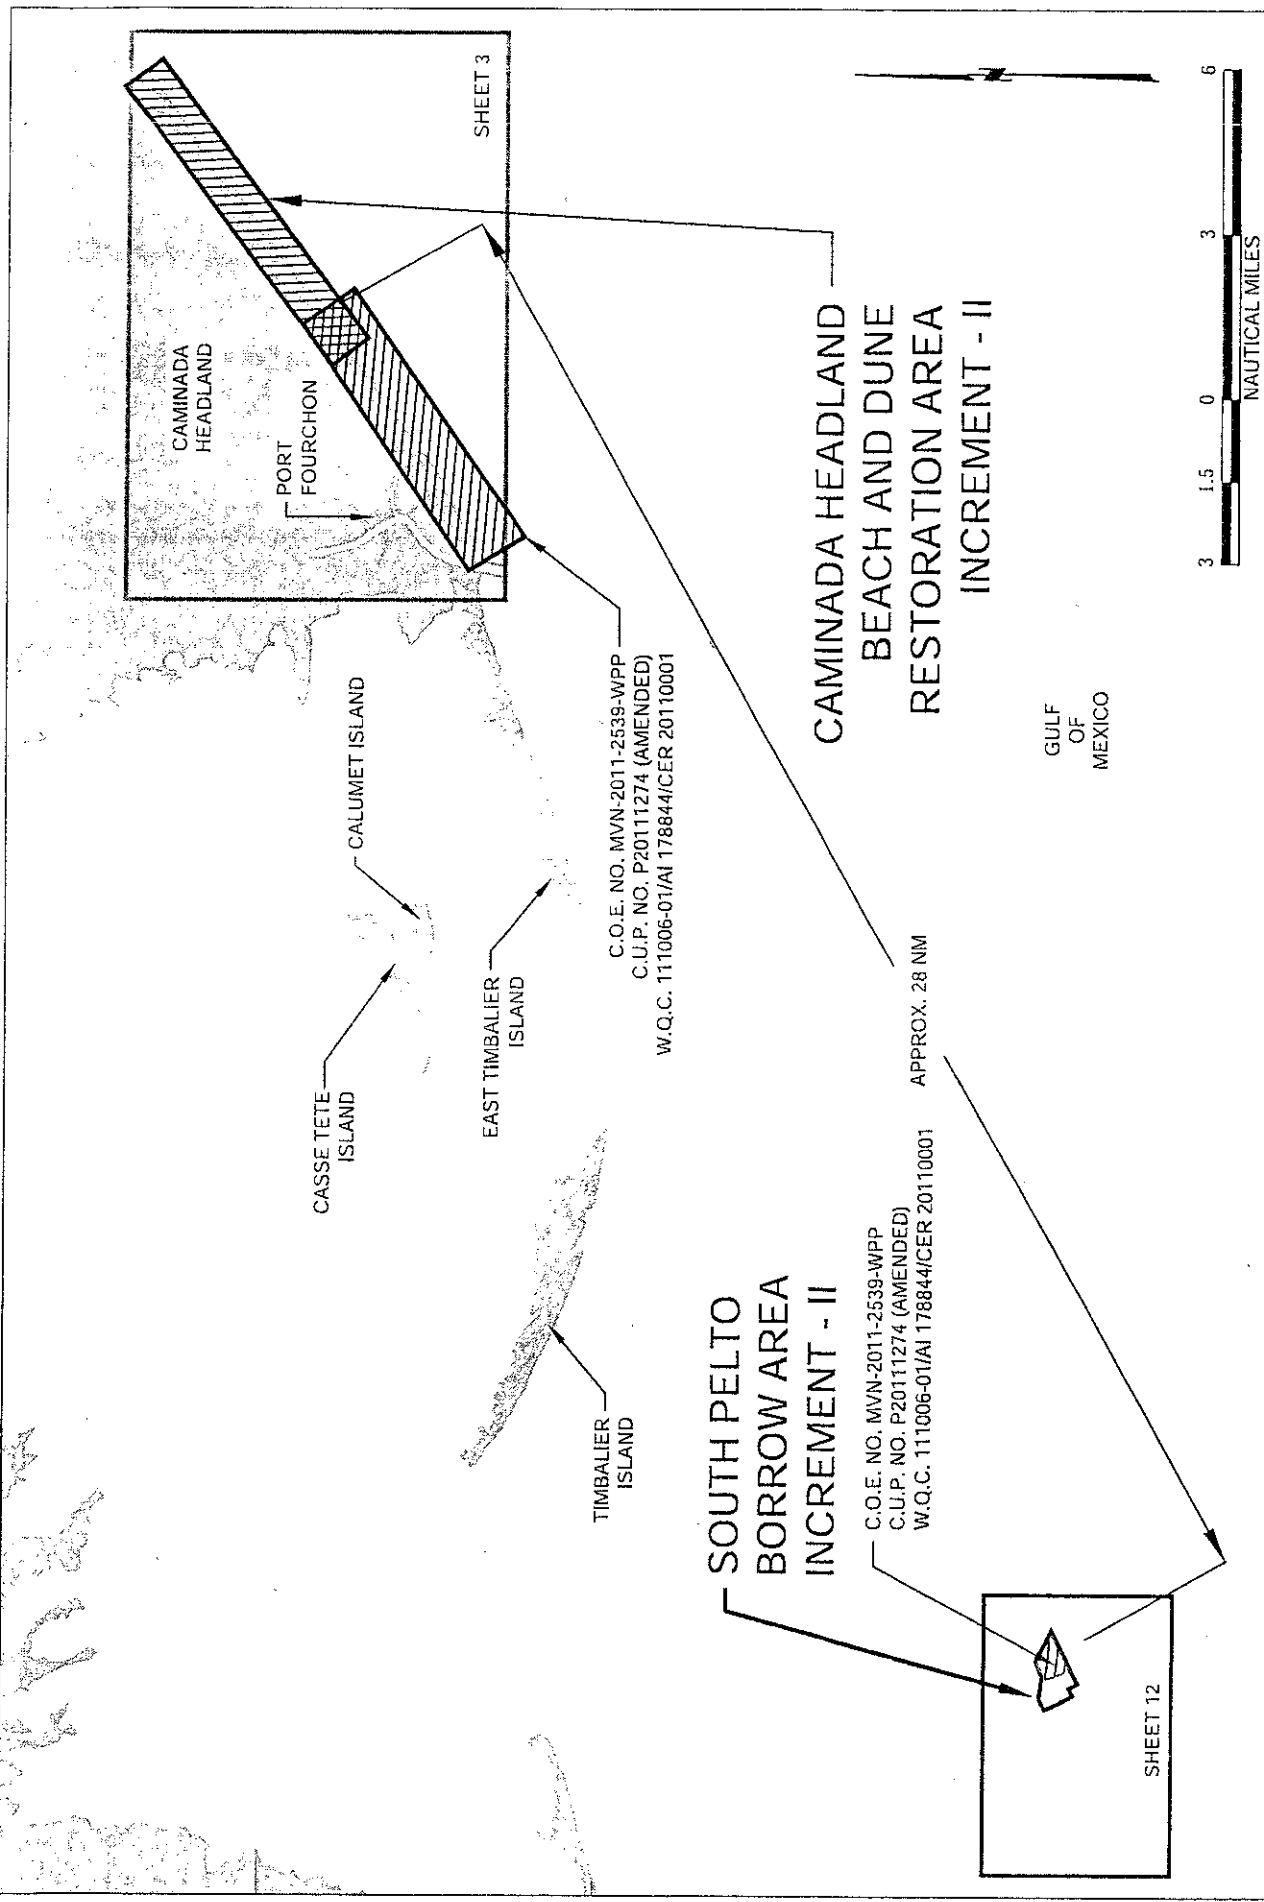 SHEET 3
CAMINADA
HEADLAND
PORT
FOURCHON
CALUMET ISLAND
CASSE TETE
ISLAND
EAST TIMBALIER
ISLAND
C.O.E. NO. MVN-2011-2539-WPP
C.U.P. NO. P20111274 (AMENDED)
W.Q.C. 111006-01/AI 178844/CER 20110001
TIMBALIER
ISLAND
CAMINADA HEADLAND
BEACH AND DUNE
RESTORATION AREA
INCREMENT - II
SOUTH PELTO
BORROW AREA
INCREMENT - II
C.O.E. NO. MVN-2011-2539-WPP
C.U.P. NO. P20111274 (AMENDED)
W.Q.C. 111006-01/AI 178844/CER 20110001
APPROX. 28 NM
GULF
OF
MEXICO
SHEET 12
3 1.5 0 3 6
NAUTICAL MILES